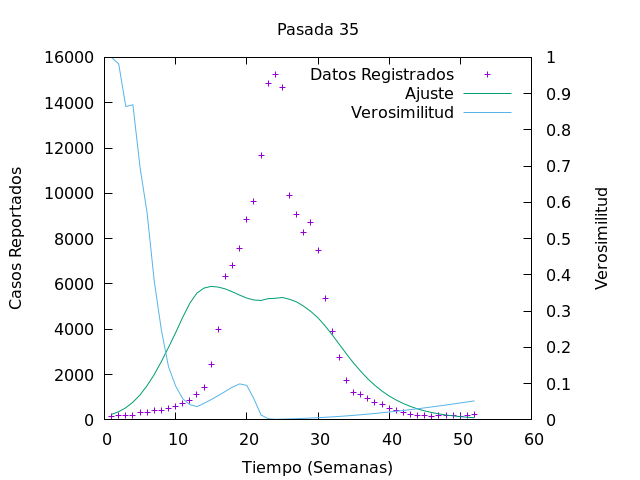 Pasada 35
16000
14000
12000
10000
8000
6000
4000
2000
0
1
0.9
0.8
0.7
0.6
0.5
0.4
0.3
0.2
0.1
0
0 10 20 30 40 50 60
Casos Reportados
Verosimilitud
Tiempo (Semanas)
Datos Registrados
Ajuste
Verosimilitud